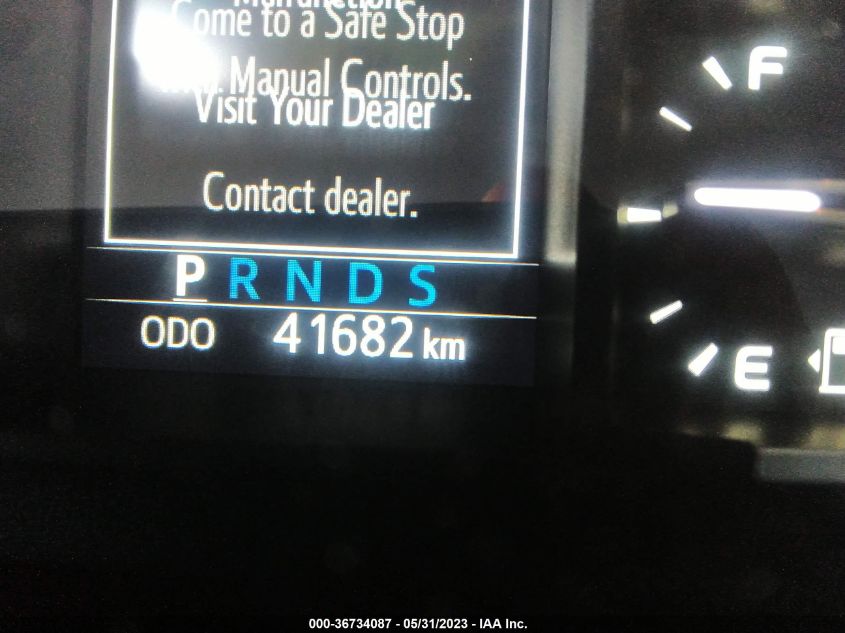 Malfunction
Come to a Safe Stop
Manual Controls.
Visit Your Dealer
Contact dealer.
P R N D S
ODO 41682 km
F
E
000-36734087 - 05/31/2023 - IAA Inc.